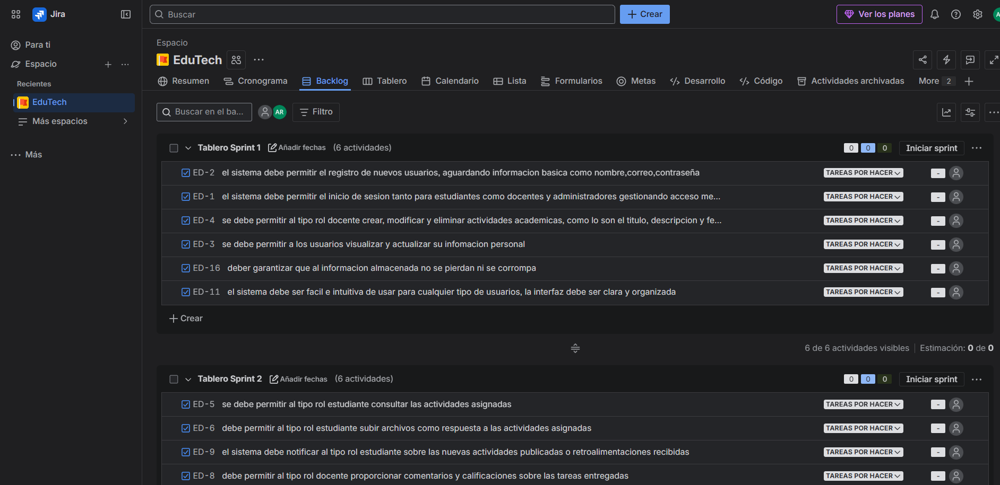 Jira
Buscar
Crear
Ver los planes
A
Para ti
Espacio
Recientes
EduTech
Más espacios
Más
Espacio
EduTech
Resumen
Cronograma
Backlog
Tablero
Calendario
Lista
Formularios
Metas
Desarrollo
Código
Actividades archivadas
More 2
Buscar en el ba...
AR
Filtro
Tablero Sprint 1 Añadir fechas (6 actividades) 0 0 0 Iniciar sprint
ED-2 el sistema debe permitir el registro de nuevos usuarios, aguardando informacion basica como nombre,correo,contraseña TAREAS POR HACER -
ED-1 el sistema debe permitir el inicio de sesion tanto para estudiantes como docentes y administradores gestionando acceso me... TAREAS POR HACER -
ED-4 se debe permitir al tipo rol docente crear, modificar y eliminar actividades academicas, como lo son el titulo, descripcion y fe... TAREAS POR HACER -
ED-3 se debe permitir a los usuarios visualizar y actualizar su infomacion personal TAREAS POR HACER -
ED-16 deber garantizar que al informacion almacenada no se pierdan ni se corrompa TAREAS POR HACER -
ED-11 el sistema debe ser facil e intuitiva de usar para cualquier tipo de usuarios, la interfaz debe ser clara y organizada TAREAS POR HACER -
Crear
6 de 6 actividades visibles Estimación: 0 de 0
Tablero Sprint 2 Añadir fechas (6 actividades) 0 0 0 Iniciar sprint
ED-5 se debe permitir al tipo rol estudiante consultar las actividades asignadas TAREAS POR HACER -
ED-6 debe permitir al tipo rol estudiante subir archivos como respuesta a las actividades asignadas TAREAS POR HACER -
ED-9 el sistema debe notificar al tipo rol estudiante sobre las nuevas actividades publicadas o retroalimentaciones recibidas TAREAS POR HACER -
ED-8 debe permitir al tipo rol docente proporcionar comentarios y calificaciones sobre las tareas entregadas TAREAS POR HACER -